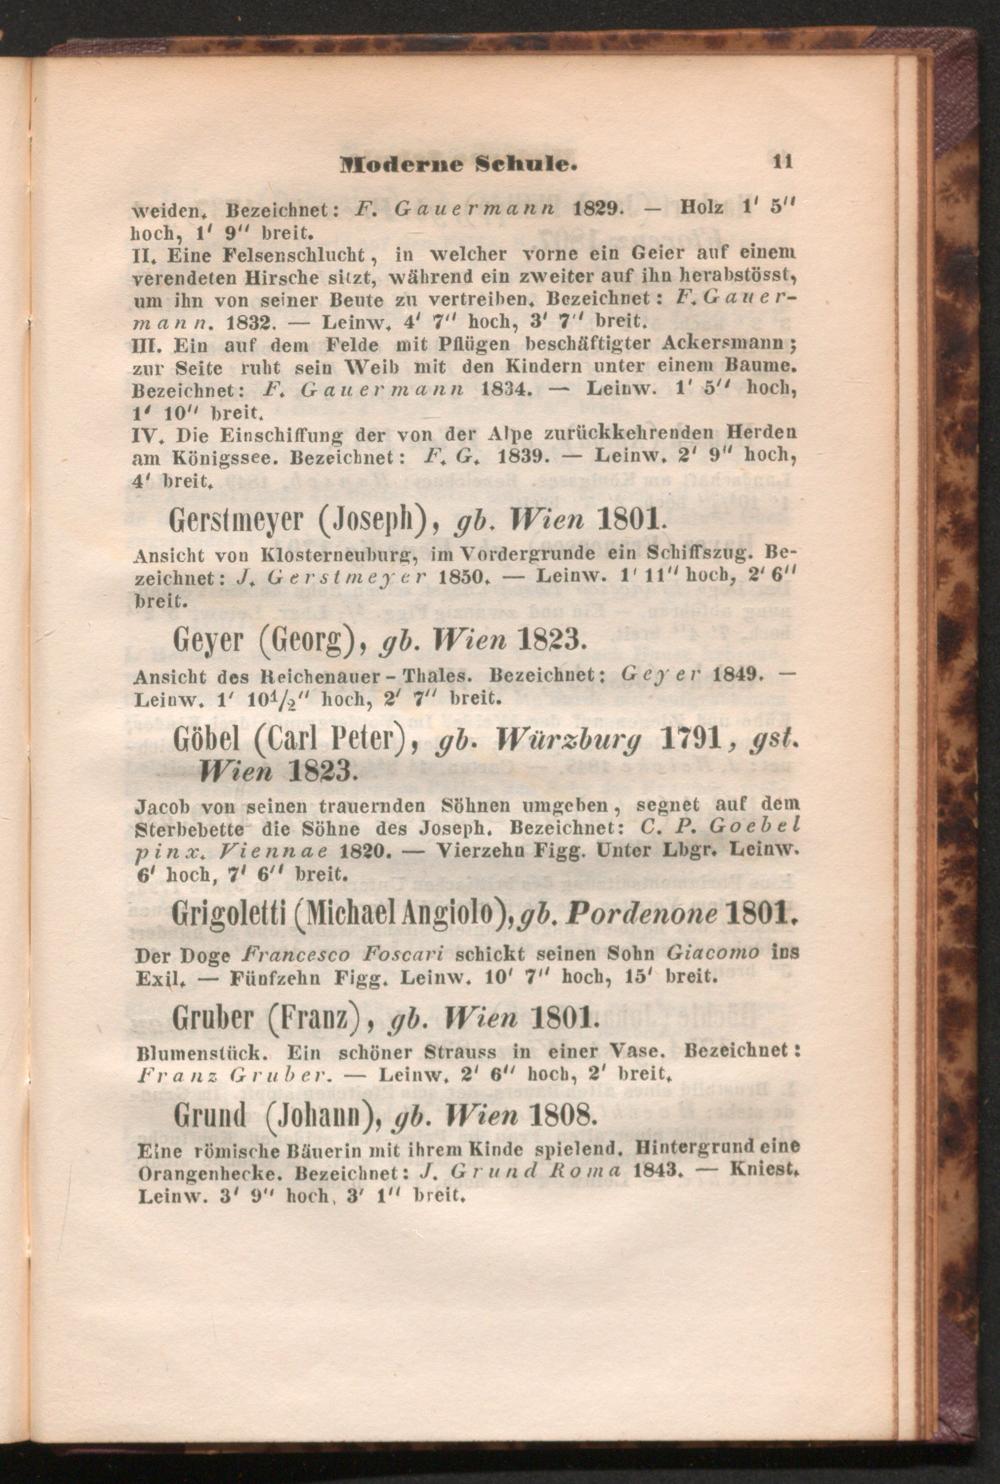 Moderne Schule. 11
weiden. Bezeichnet: F. Gauermann 1829. — Holz 1' 5''
hoch, 1' 9'' breit.
II. Eine Felsenschlucht, in welcher vorne ein Geier auf einem
verendeten Hirsche sitzt, während ein zweiter auf ihn herabstösst,
um ihn von seiner Beute zu vertreiben. Bezeichnet: F. Gauer-
mann. 1832. — Leinw. 4' 7'' hoch, 3' 7'' breit.
III. Ein auf dem Felde mit Pflügen beschäftigter Ackersmann;
zur Seite ruht sein Weib mit den Kindern unter einem Baume.
Bezeichnet: F. Gauermann 1834. — Leinw. 1' 5'' hoch,
1' 10'' breit.
IV. Die Einschiffung der von der Alpe zurückkehrenden Herden
am Königssee. Bezeichnet: F. G. 1839. — Leinw. 2' 9'' hoch,
4' breit.
Gerstmeyer (Joseph), gb. Wien 1801.
Ansicht von Klosterneuburg, im Vordergrunde ein Schiffszug. Be-
zeichnet: J. Gerstmeyer 1850. — Leinw. 1' 11'' hoch, 2' 6''
breit.
Geyer (Georg), gb. Wien 1823.
Ansicht des Reichenauer-Thales. Bezeichnet: Geyer 1849. —
Leinw. 1' 10 1/2'' hoch, 2' 7'' breit.
Göbel (Carl Peter), gb. Würzburg 1791, gst.
Wien 1823.
Jacob von seinen trauernden Söhnen umgeben, segnet auf dem
Sterbebette die Söhne des Joseph. Bezeichnet: C. P. Goebel
pinx. Viennae 1820. — Vierzehn Figg. Unter Lbgr. Leinw.
6' hoch, 7' 6'' breit.
Grigoletti (Michael Angiolo), gb. Pordenone 1801.
Der Doge Francesco Foscari schickt seinen Sohn Giacomo ins
Exil. — Fünfzehn Figg. Leinw. 10' 7'' hoch, 15' breit.
Gruber (Franz), gb. Wien 1801.
Blumenstück. Ein schöner Strauss in einer Vase. Bezeichnet:
Franz Gruber. — Leinw. 2' 6'' hoch, 2' breit.
Grund (Johann), gb. Wien 1808.
Eine römische Bäuerin mit ihrem Kinde spielend. Hintergrund eine
Orangenhecke. Bezeichnet: J. Grund Roma 1843. — Kniest.
Leinw. 3' 9'' hoch, 3' 1'' breit.